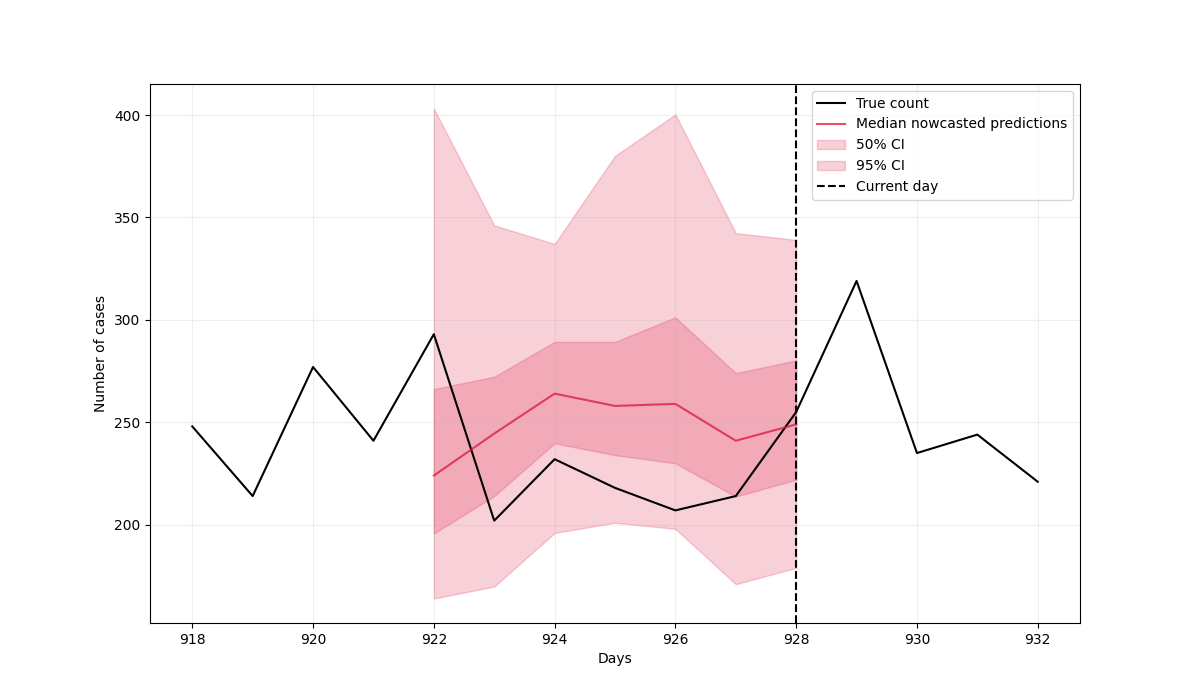 400
350
300
250
200
Number of cases
918 920 922 924 926 928 930 932
Days
True count
Median nowcasted predictions
50% CI
95% CI
Current day